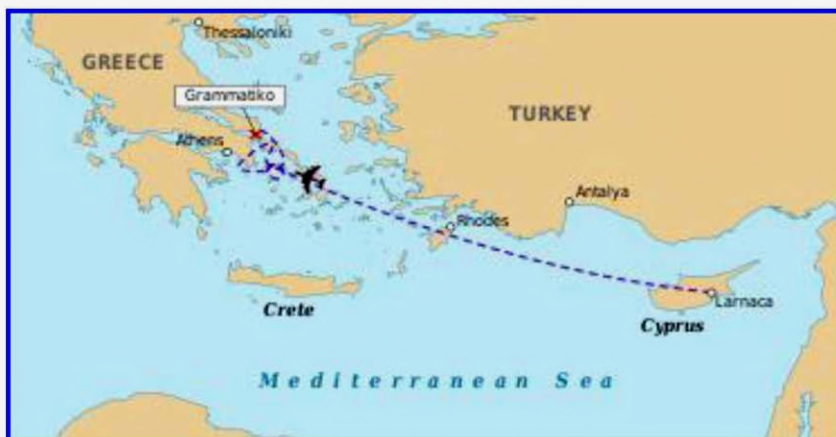 Thessaloniki
GREECE
Grammatiko
TURKEY
Athens
Antalya
Rhodes
Larnaca
Crete
Cyprus
Mediterranean Sea